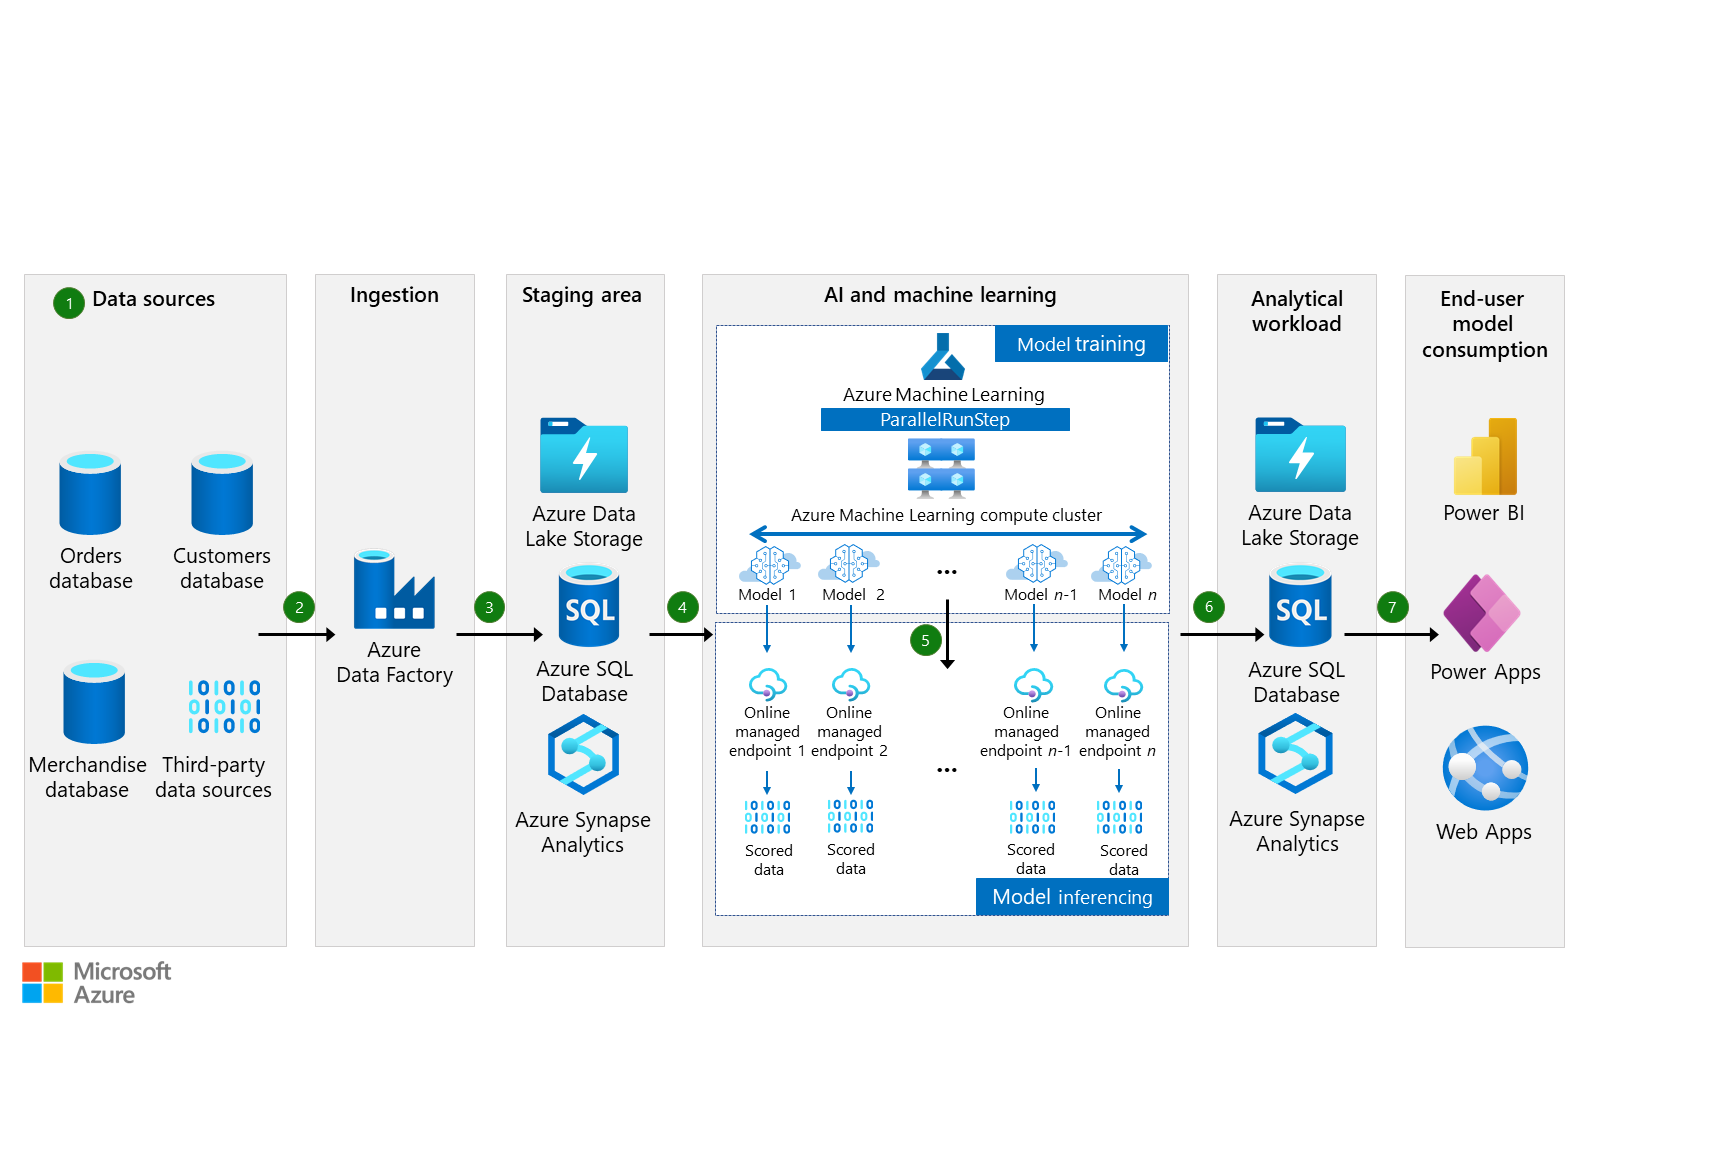 1 Data sources
Orders
database
Customers
database
Merchandise
database
Third-party
data sources
2
Ingestion
Azure
Data Factory
3
Staging area
Azure Data
Lake Storage
SQL
Azure SQL
Database
Azure Synapse
Analytics
4
AI and machine learning
Model training
Azure Machine Learning
ParallelRunStep
Azure Machine Learning compute cluster
...
Model 1
Model 2
Model n-1
Model n
5
Online
managed
endpoint 1
Online
managed
endpoint 2
Online
managed
endpoint n-1
Online
managed
endpoint n
...
Scored
data
Scored
data
Scored
data
Scored
data
Model inferencing
6
Analytical
workload
Azure Data
Lake Storage
SQL
Azure SQL
Database
Azure Synapse
Analytics
7
End-user
model
consumption
Power BI
Power Apps
Web Apps
Microsoft
Azure